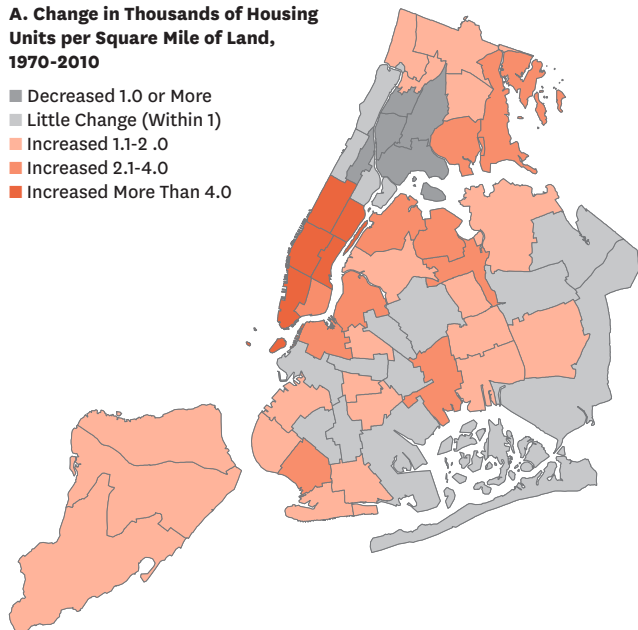 A. Change in Thousands of Housing
Units per Square Mile of Land,
1970-2010
Decreased 1.0 or More
Little Change (Within 1)
Increased 1.1-2 .0
Increased 2.1-4.0
Increased More Than 4.0